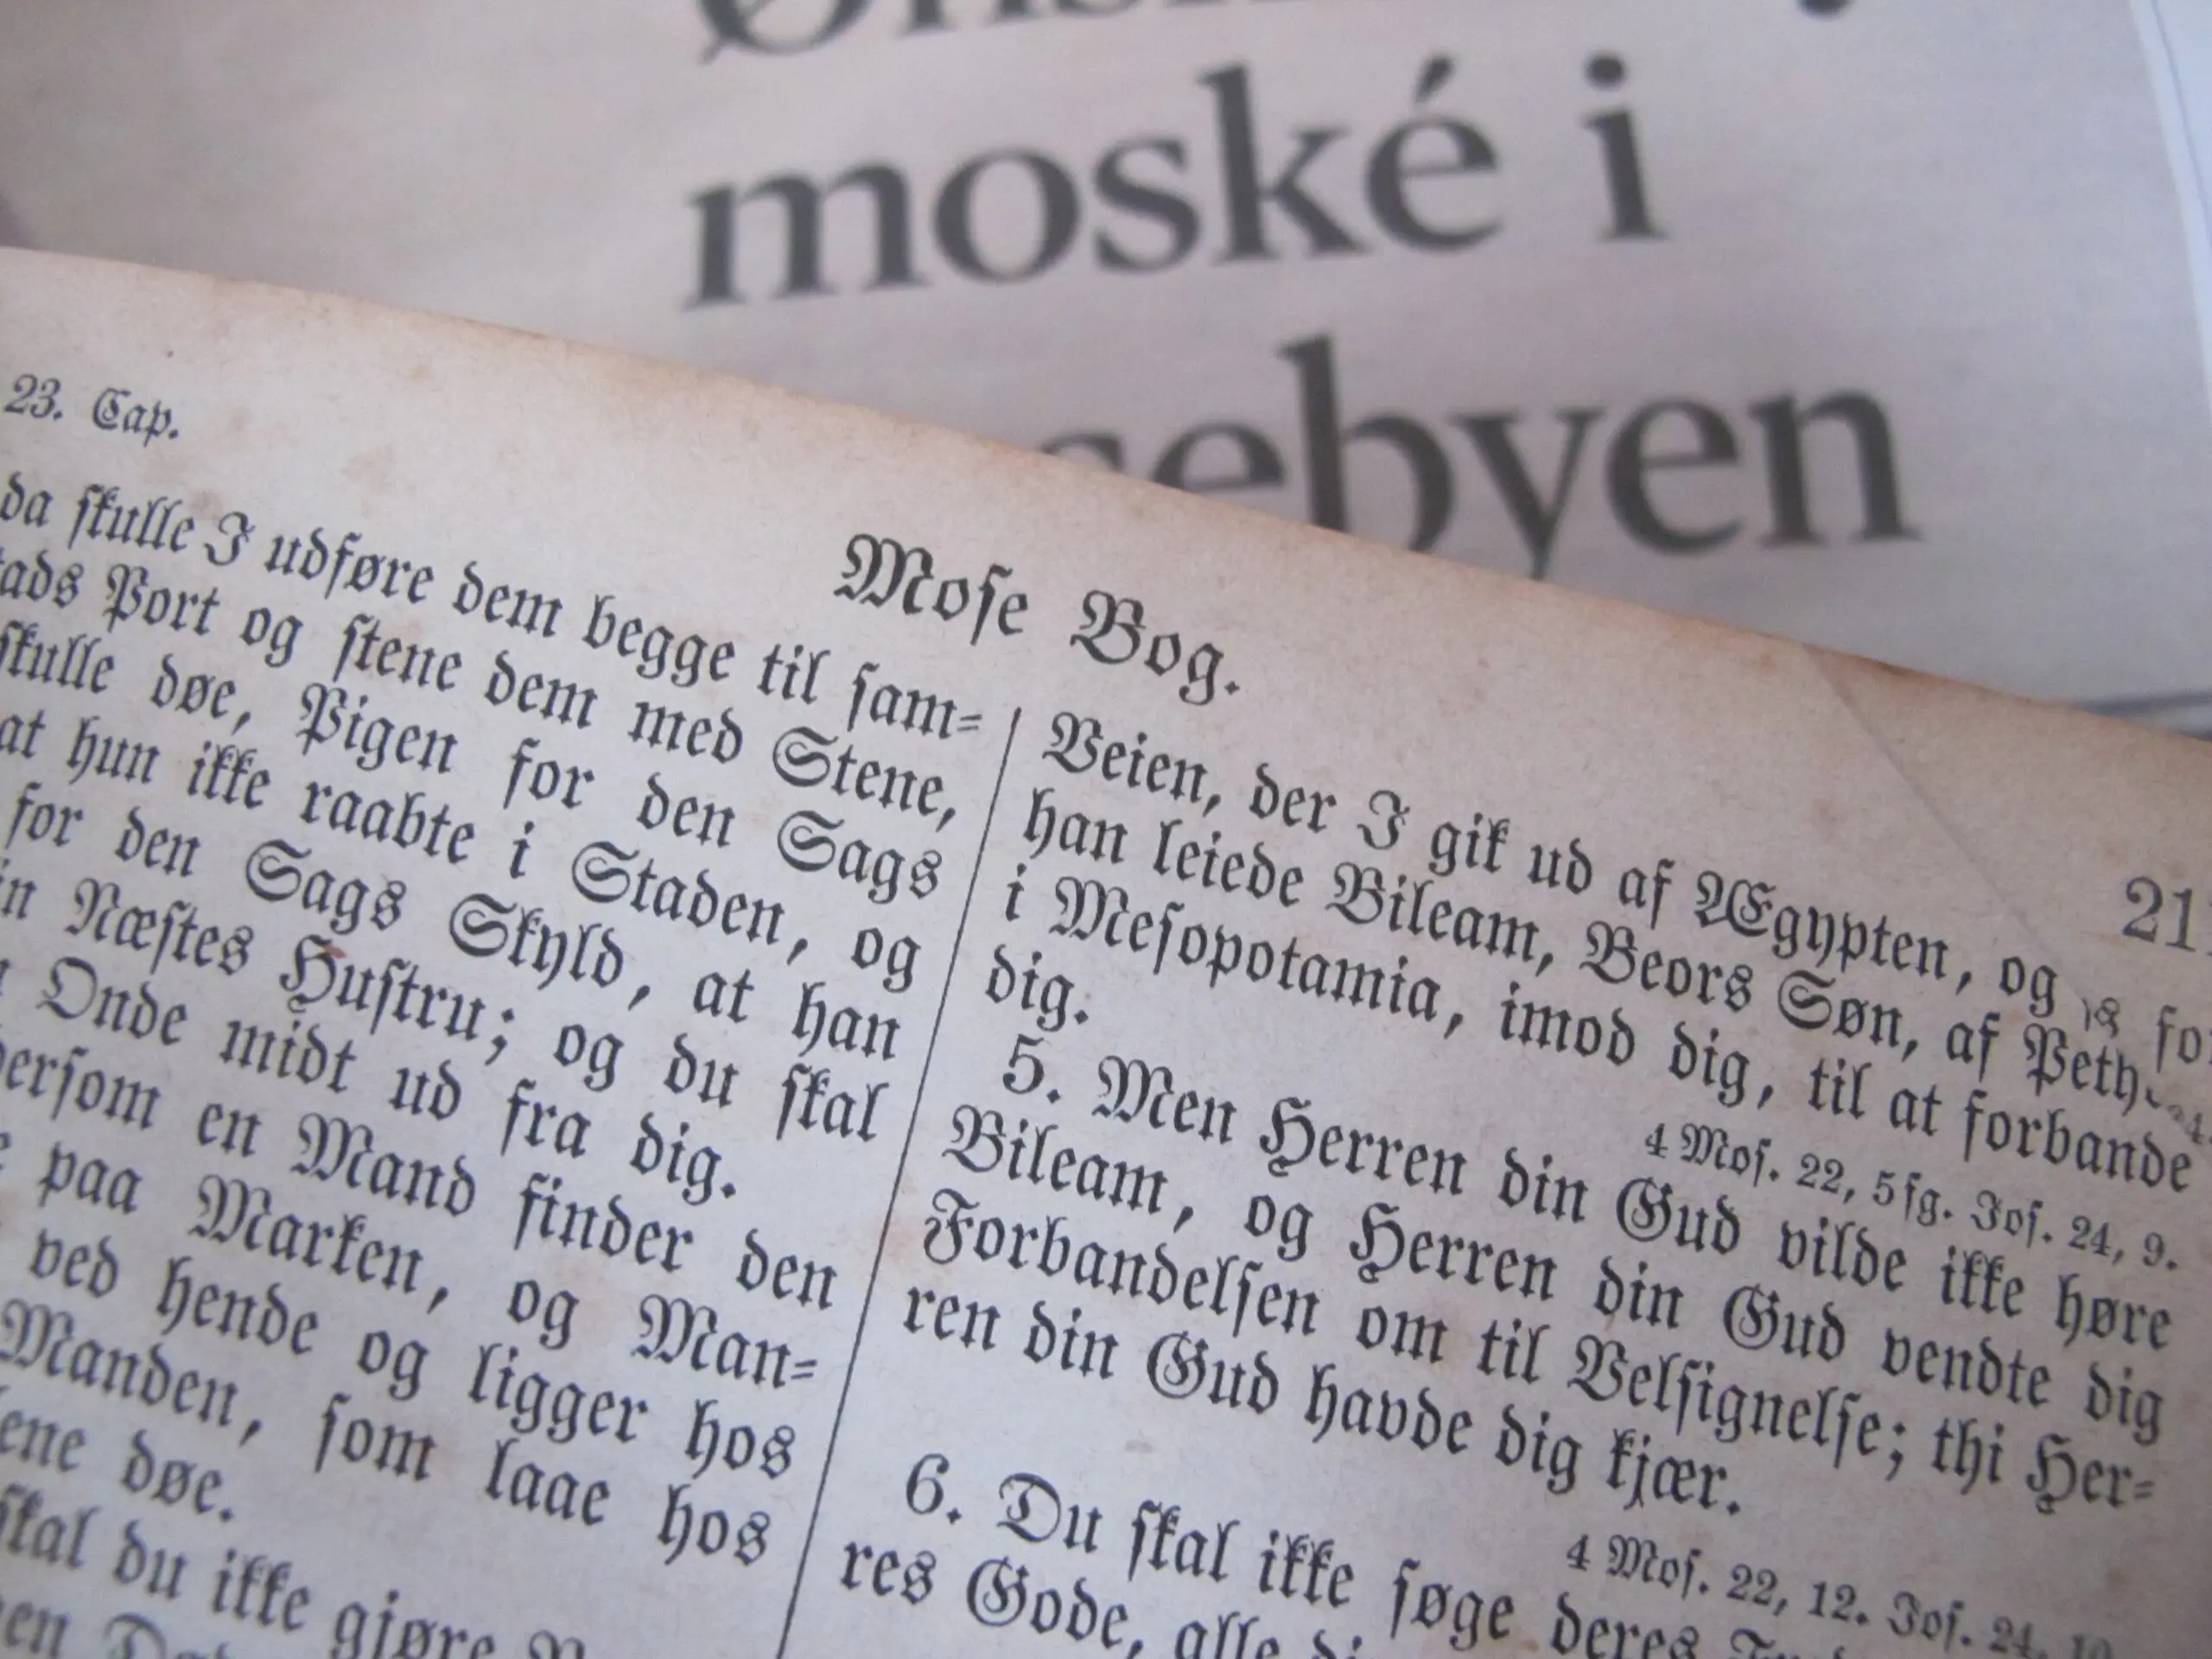 moské i
23. Cap.
Mose Bog.
da skulle I udføre dem begge til sam=
Port og stene dem med Stene,
skulle døe, Pigen for den Sags
at hun ikke raabte i Staden, og
for den Sags Skyld, at han
Næstes Hustru; og du skal
Onde midt ud fra dig.
en Mand finder den
paa Marken, og Man=
ved hende og ligger hos
Manden, som laae hos
døe.
skal du ikke gjøre
Veien, der I gik ud af Ægypten, og
han leiede Bileam, Beors Søn, af
i Mesopotamia, imod dig, til at forbande
dig.
4 Mos. 22, 5 fg. Jos. 24, 9.
5. Men Herren din Gud vilde ikke høre
Bileam, og Herren din Gud vendte dig
Forbandelsen om til Velsignelse; thi Her=
ren din Gud havde dig kjær.
4 Mos. 22, 12. Jos. 24, 10
6. Du skal ikke søge deres
res Gode, alle